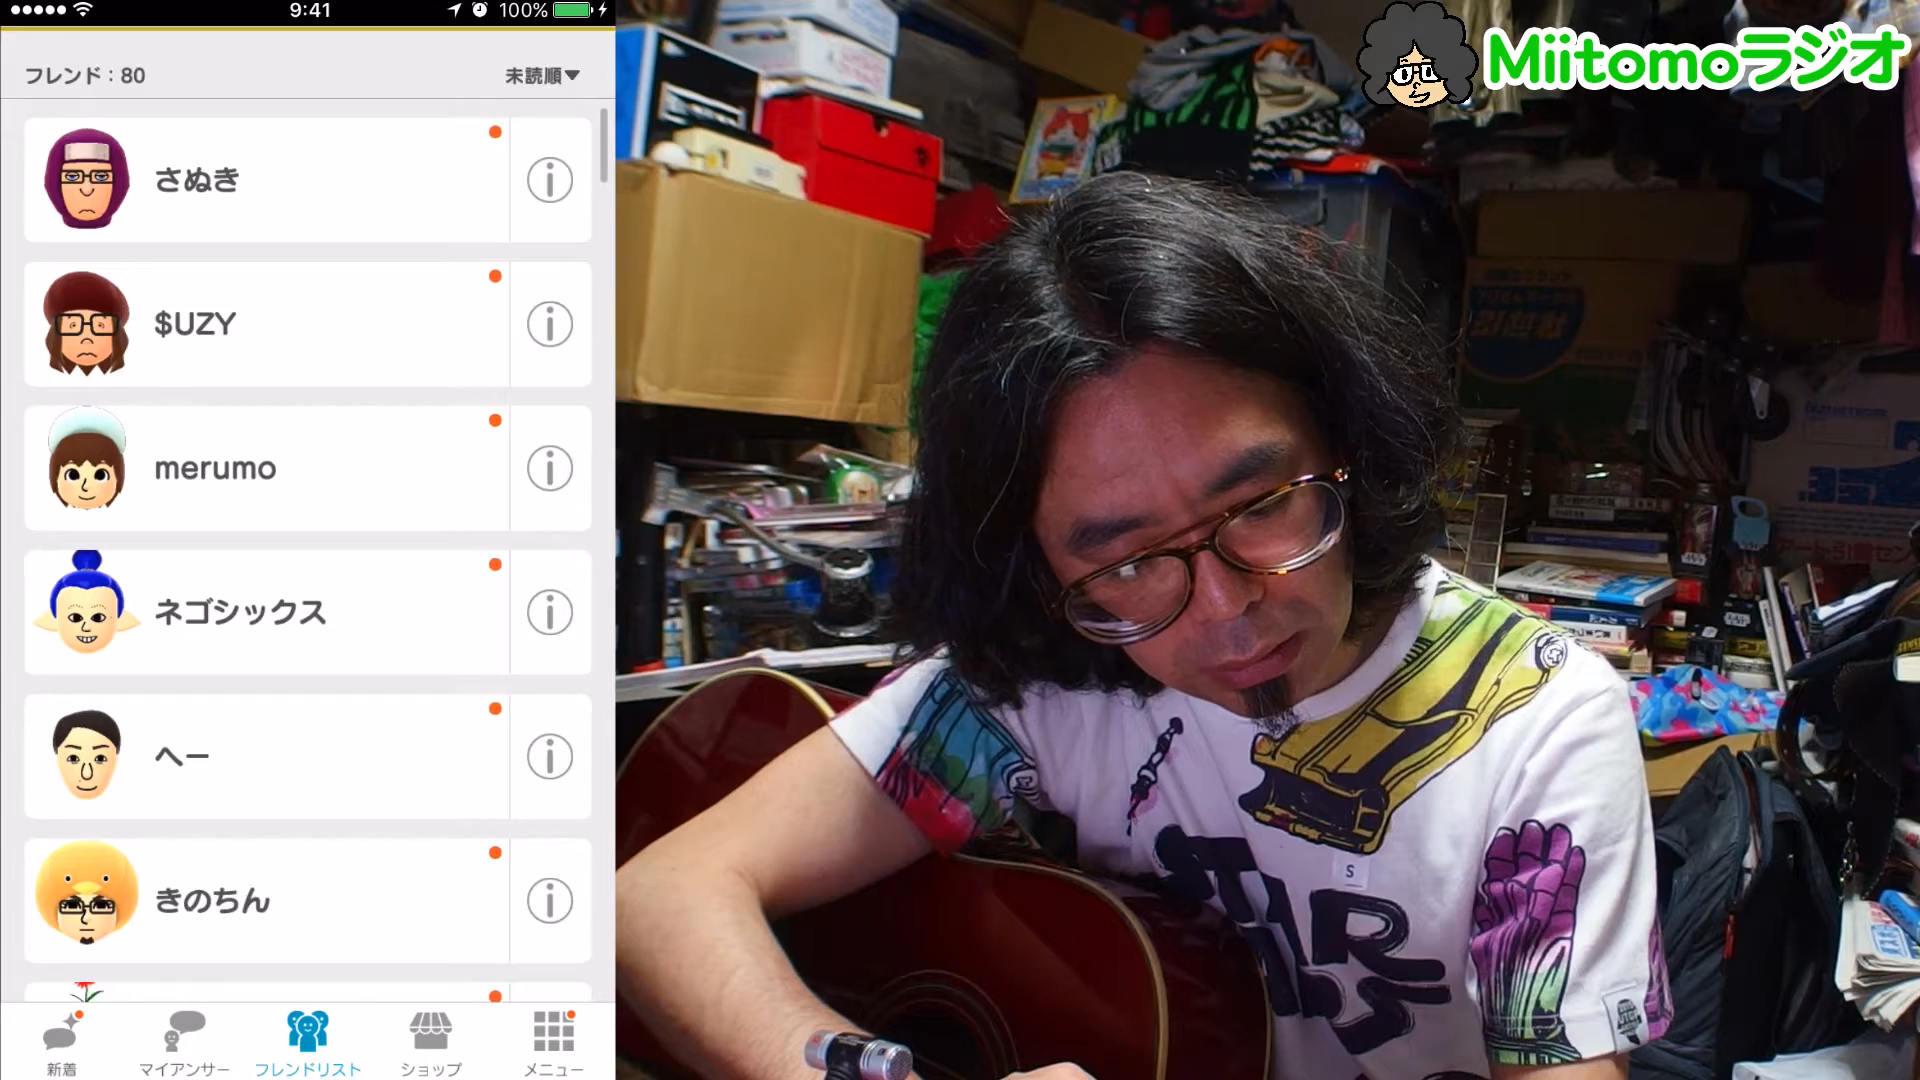 9:41
100%
フレンド：80
未読順▼
さぬき
$UZY
merumo
ネゴシックス
へー
きのちん
新着
マイアンサー
フレンドリスト
ショップ
メニュー
Miitomoラジオ
S
STAR